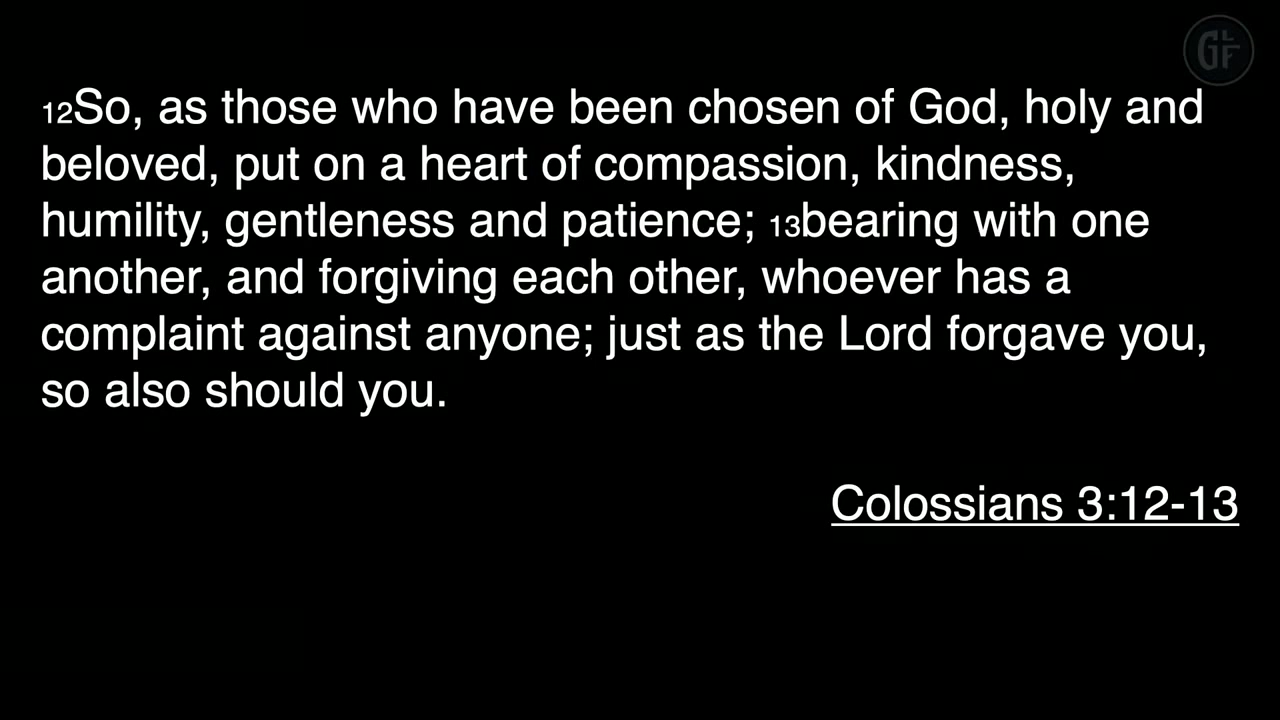 GF
12So, as those who have been chosen of God, holy and
beloved, put on a heart of compassion, kindness,
humility, gentleness and patience; 13bearing with one
another, and forgiving each other, whoever has a
complaint against anyone; just as the Lord forgave you,
so also should you.
Colossians 3:12-13